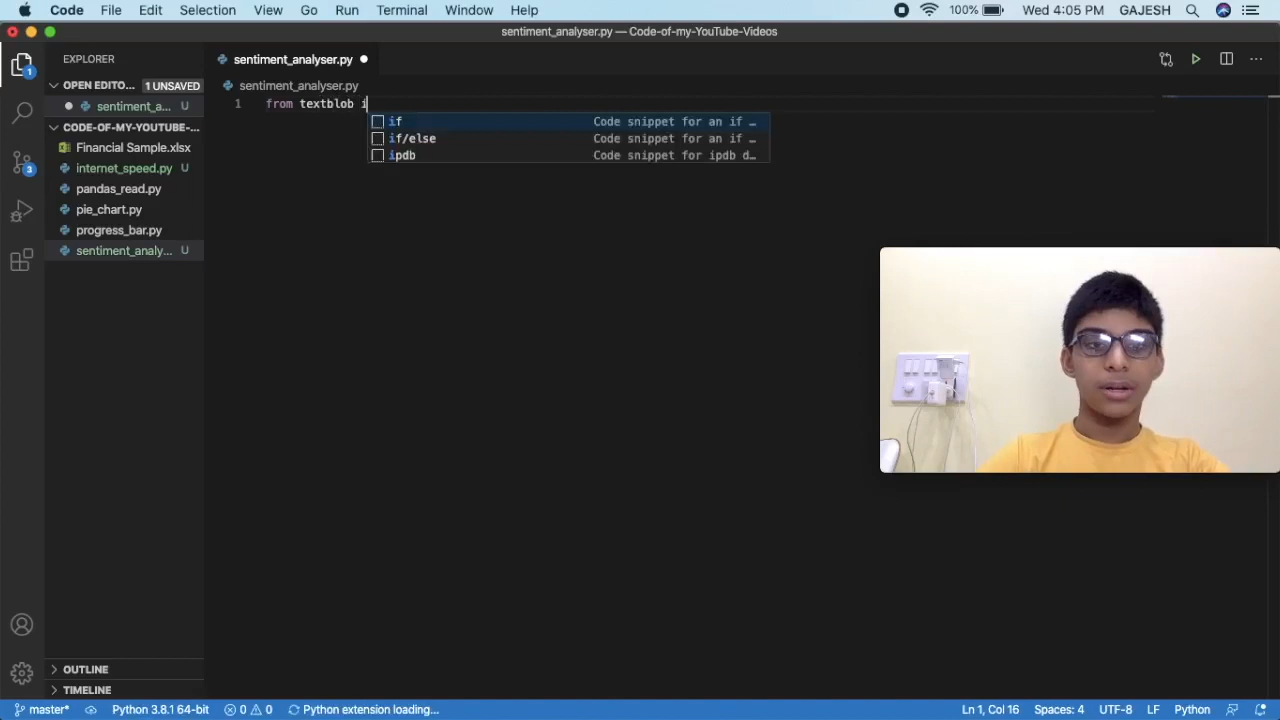 Code File Edit Selection View Go Run Terminal Window Help 100% Wed 4:05 PM GAJESH
sentiment_analyser.py — Code-of-my-YouTube-Videos
EXPLORER
sentiment_analyser.py
OPEN EDITO... 1 UNSAVED
sentiment_analyser.py
sentiment_a... U
1 from textblob i
CODE-OF-MY-YOUTUBE-...
if Code snippet for an if …
if/else Code snippet for an if …
ipdb Code snippet for ipdb d…
Financial Sample.xlsx
internet_speed.py U
pandas_read.py
pie_chart.py
progress_bar.py
sentiment_analy... U
1
3
OUTLINE
TIMELINE
master* Python 3.8.1 64-bit 0 0 Python extension loading... Ln 1, Col 16 Spaces: 4 UTF-8 LF Python